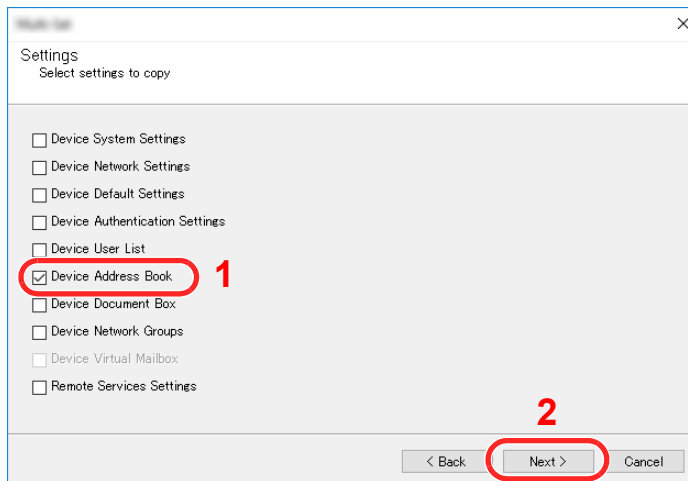 Settings
Select settings to copy
Device System Settings
Device Network Settings
Device Default Settings
Device Authentication Settings
Device User List
Device Address Book 1
Device Document Box
Device Network Groups
Device Virtual Mailbox
Remote Services Settings
2
< Back Next > Cancel